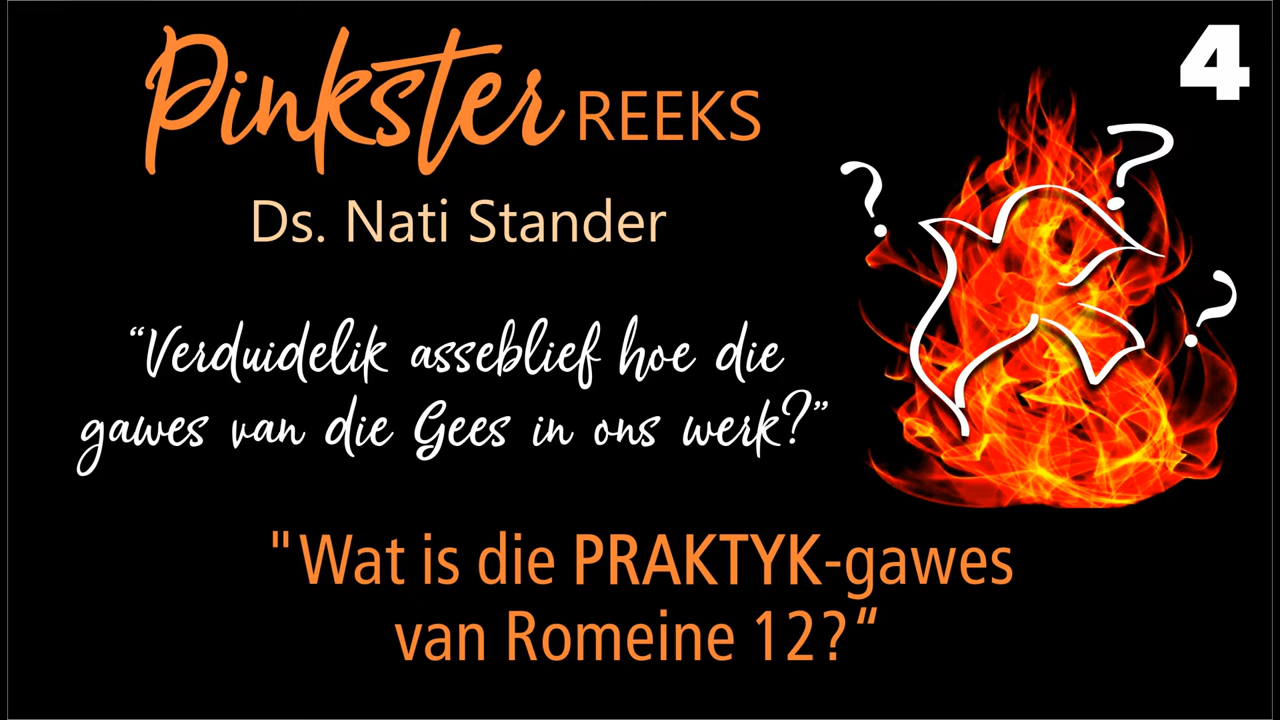 Pinkster REEKS
4
Ds. Nati Stander
“Verduidelik asseblief hoe die
gawes van die Gees in ons werk?”
"Wat is die PRAKTYK-gawes
van Romeine 12?“
? ? ?